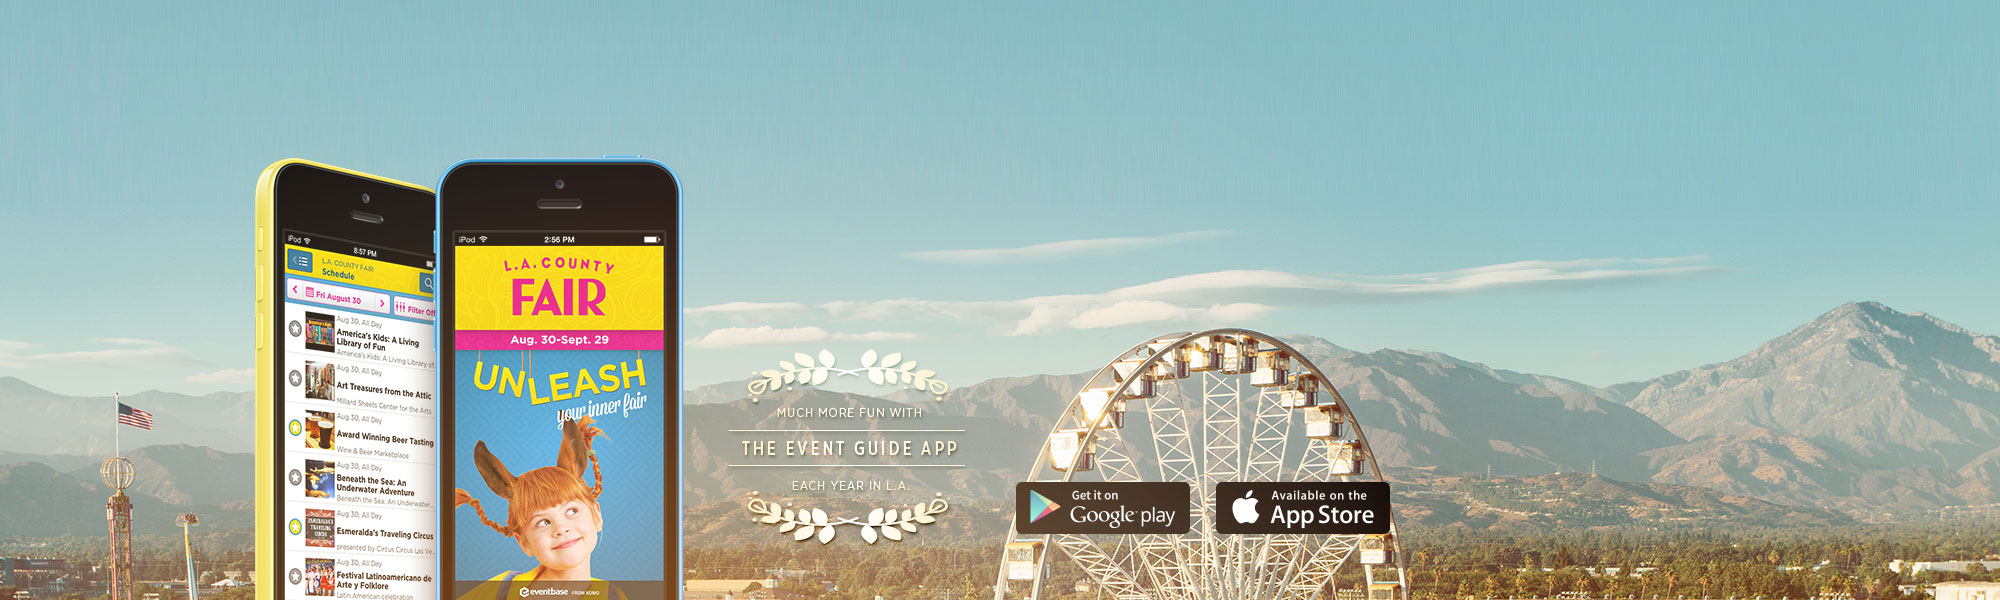 iPod
8:57 PM
L.A. COUNTY FAIR
Schedule
Fri August 30
Filter Off
Aug 30, All Day
America's Kids: A Living
Library of Fun
America's Kids: A Living Library of
Aug 30, All Day
Art Treasures from the Attic
Millard Sheets Center for the Arts
Aug 30, All Day
Award Winning Beer Tasting
Wine & Beer Marketplace
Aug 30, All Day
Beneath the Sea: An
Underwater Adventure
Beneath the Sea: An Underwater...
Aug 30, All Day
Esmeralda's Traveling Circus
presented by Circus Circus Las Ve...
Aug 30, All Day
Festival Latinoamericano de
Arte y Folklore
Latin American celebration
iPod
2:56 PM
L.A. COUNTY
FAIR
Aug. 30-Sept. 29
UNLEASH
your inner fair
eventbase FROM XOMO
MUCH MORE FUN WITH
THE EVENT GUIDE APP
EACH YEAR IN L.A.
Get it on
Google play
Available on the
App Store